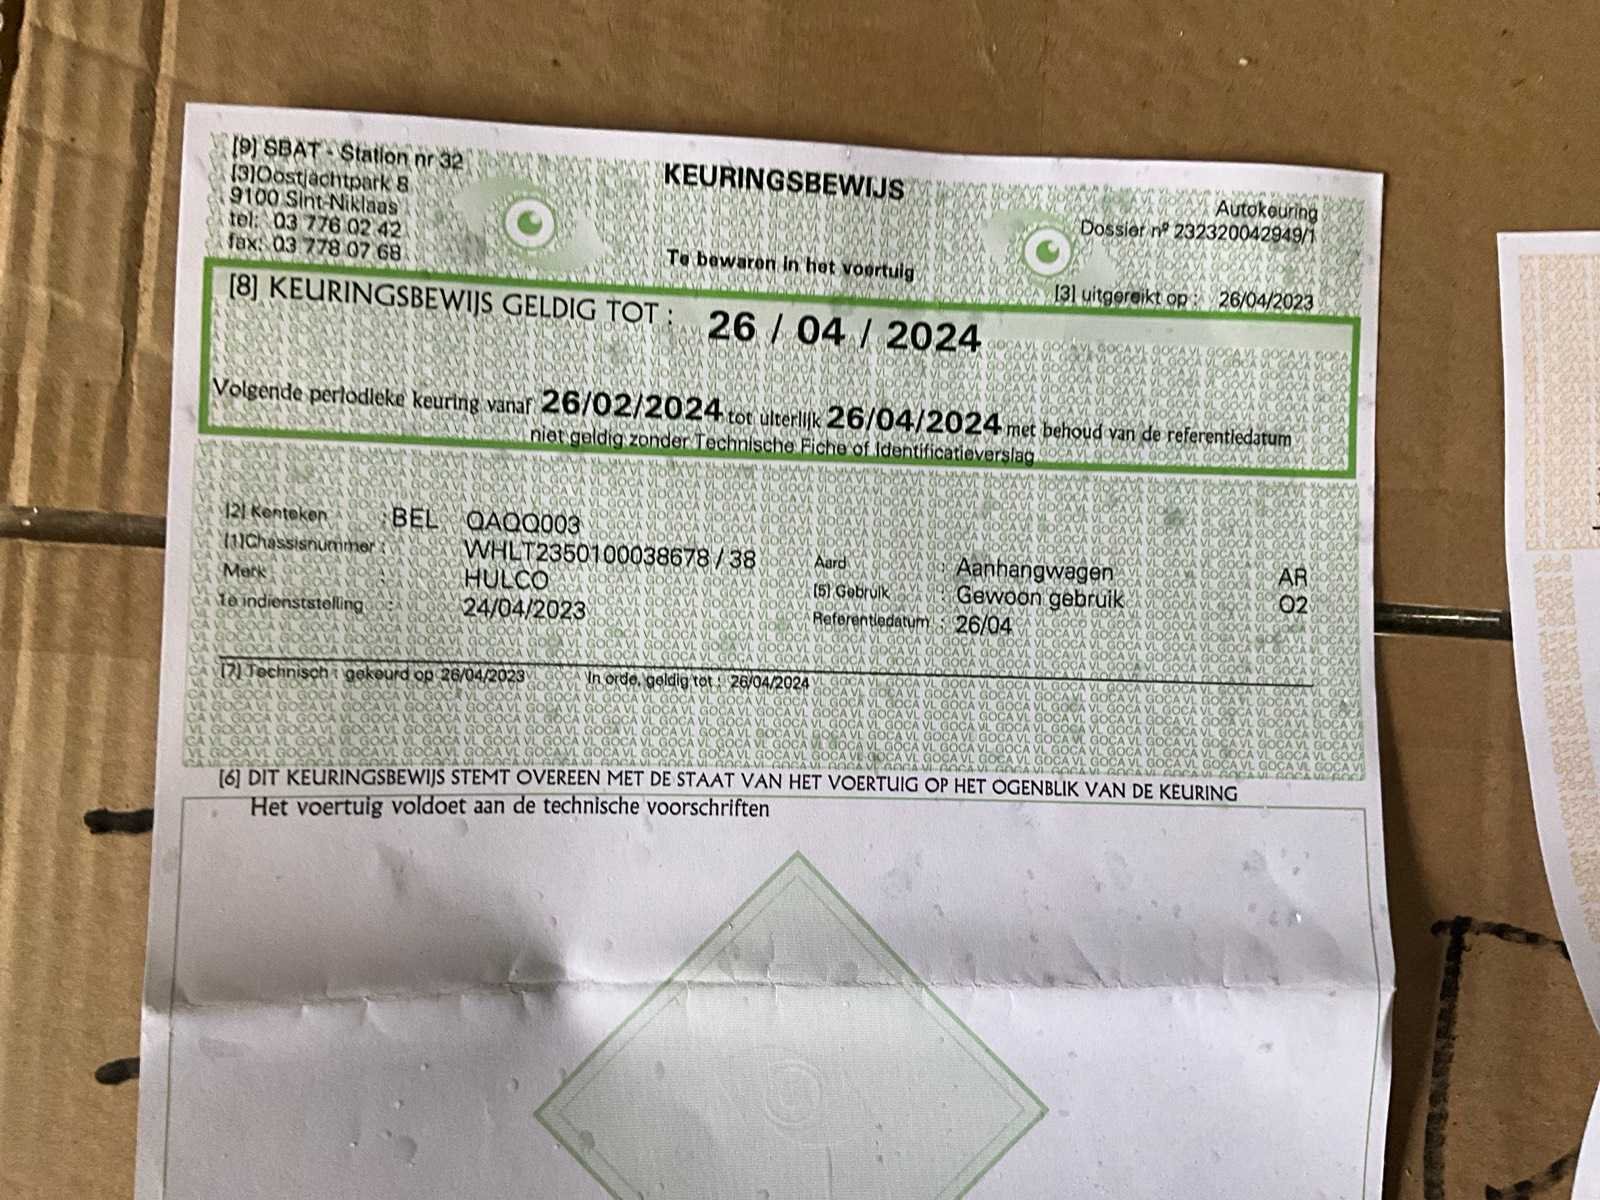 [9] SBAT - Station nr 32
[3]Oostjachtpark 8
9100 Sint-Niklaas
tel: 03 776 02 42
fax: 03 778 07 68
KEURINGSBEWIJS
Te bewaren in het voertuig
Autokeuring
Dossier nº 232320042949/1
[3] uitgereikt op : 26/04/2023
[8] KEURINGSBEWIJS GELDIG TOT : 26 / 04 / 2024
Volgende periodieke keuring vanaf 26/02/2024 tot uiterlijk 26/04/2024 met behoud van de referentiedatum
niet geldig zonder Technische Fiche of Identificatieverslag
[2] Kenteken : BEL QAQQ003
[1]Chassisnummer : WHLT2350100038678 / 38
Merk : HULCO
1e indienststelling : 24/04/2023
Aard : Aanhangwagen AR
[5] Gebruik : Gewoon gebruik O2
Referentiedatum : 26/04
[7] Technisch : gekeurd op 26/04/2023 In orde, geldig tot : 26/04/2024
[6] DIT KEURINGSBEWIJS STEMT OVEREEN MET DE STAAT VAN HET VOERTUIG OP HET OGENBLIK VAN DE KEURING
Het voertuig voldoet aan de technische voorschriften